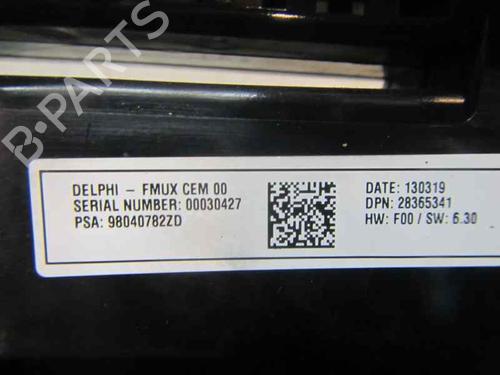 B-PARTS
DELPHI - FMUX CEM 00
SERIAL NUMBER: 00030427
PSA: 98040782ZD
DATE: 130319
DPN: 28365341
HW: F00 / SW: 6.30